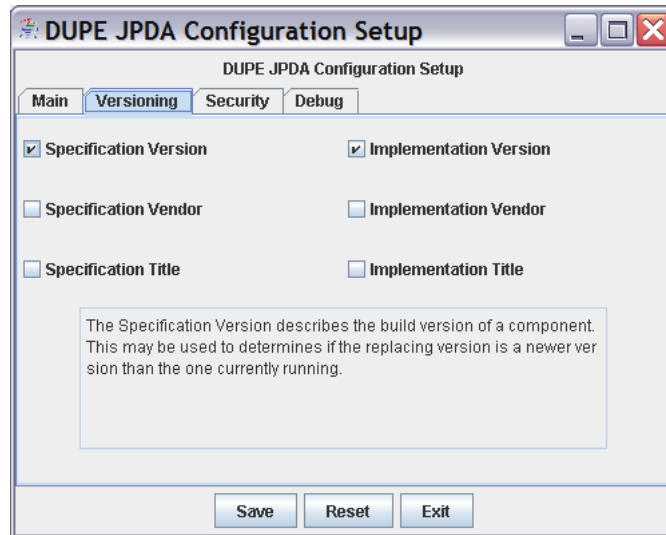 DUPE JPDA Configuration Setup
DUPE JPDA Configuration Setup
Main Versioning Security Debug
Specification Version Implementation Version
Specification Vendor Implementation Vendor
Specification Title Implementation Title
The Specification Version describes the build version of a component.
This may be used to determines if the replacing version is a newer ver
sion than the one currently running.
Save Reset Exit